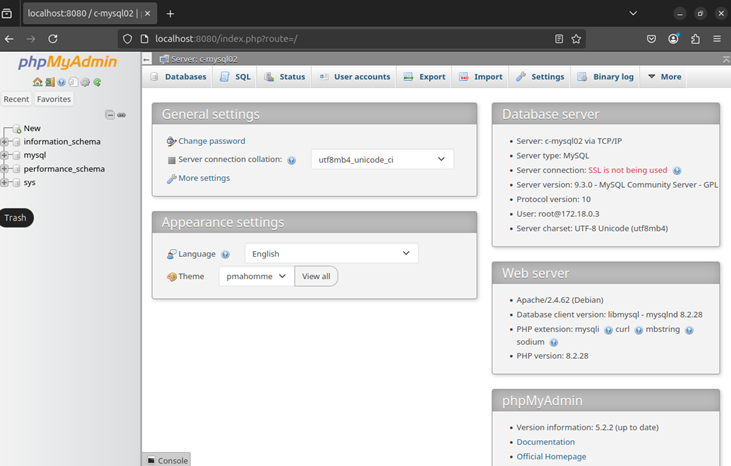 localhost:8080 / c-mysql02 |
localhost:8080/index.php?route=/
phpMyAdmin
Recent Favorites
New
information_schema
mysql
performance_schema
sys
Trash
Server: c-mysql02
Databases SQL Status User accounts Export Import Settings Binary log More
General settings
Change password
Server connection collation: utf8mb4_unicode_ci
More settings
Appearance settings
Language English
Theme pmahomme View all
Database server
Server: c-mysql02 via TCP/IP
Server type: MySQL
Server connection: SSL is not being used
Server version: 9.3.0 - MySQL Community Server - GPL
Protocol version: 10
User: root@172.18.0.3
Server charset: UTF-8 Unicode (utf8mb4)
Web server
Apache/2.4.62 (Debian)
Database client version: libmysql - mysqlnd 8.2.28
PHP extension: mysqli curl mbstring
sodium
PHP version: 8.2.28
phpMyAdmin
Version information: 5.2.2 (up to date)
Documentation
Official Homepage
Console